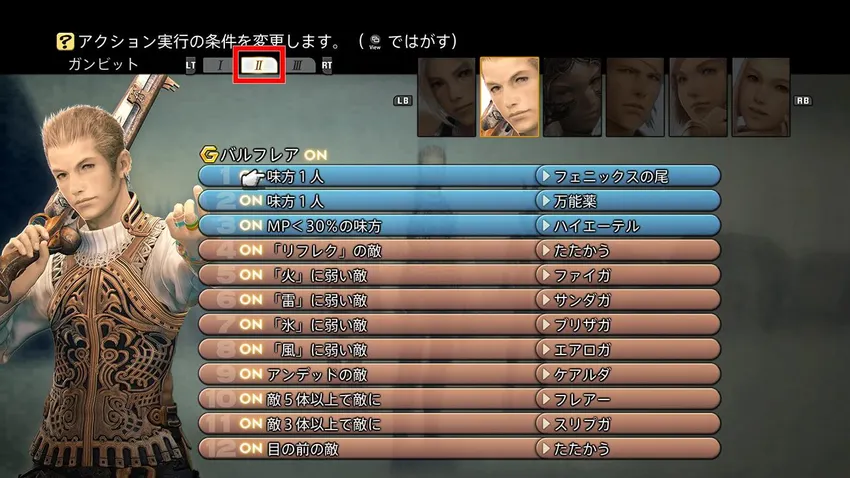 ?アクション実行の条件を変更します。（ View ではがす）
ガンビット LT I II III RT
LB RB
G バルフレア ON
1 味方1人 フェニックスの尾
2 ON 味方1人 万能薬
3 ON MP＜30％の味方 ハイエーテル
4 ON 「リフレク」の敵 たたかう
5 ON 「火」に弱い敵 ファイガ
6 ON 「雷」に弱い敵 サンダガ
7 ON 「氷」に弱い敵 ブリザガ
8 ON 「風」に弱い敵 エアロガ
9 ON アンデットの敵 ケアルダ
10 ON 敵5体以上で敵に フレアー
11 ON 敵3体以上で敵に スリプガ
12 ON 目の前の敵 たたかう